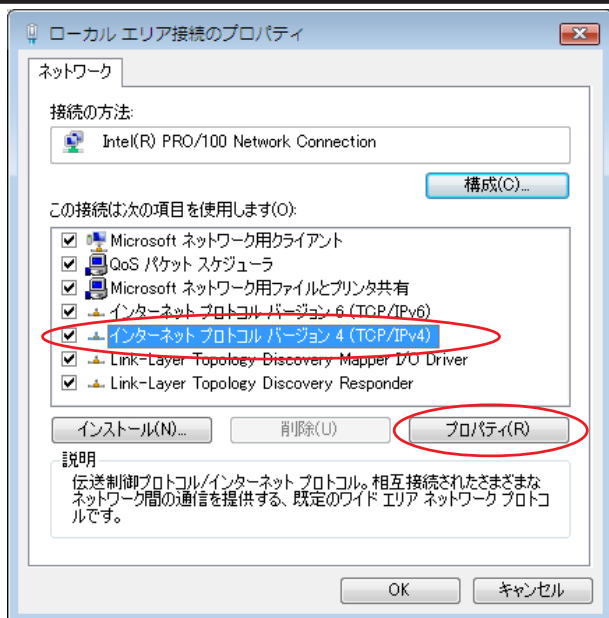 ローカル エリア接続のプロパティ
ネットワーク
接続の方法:
Intel(R) PRO/100 Network Connection
構成(C)...
この接続は次の項目を使用します(O):
Microsoft ネットワーク用クライアント
QoS パケット スケジューラ
Microsoft ネットワーク用ファイルとプリンタ共有
インターネット プロトコル バージョン 6 (TCP/IPv6)
インターネット プロトコル バージョン 4 (TCP/IPv4)
Link-Layer Topology Discovery Mapper I/O Driver
Link-Layer Topology Discovery Responder
インストール(N)...
削除(U)
プロパティ(R)
説明
伝送制御プロトコル/インターネット プロトコル。相互接続されたさまざまな
ネットワーク間の通信を提供する、既定のワイド エリア ネットワーク プロトコ
ルです。
OK
キャンセル